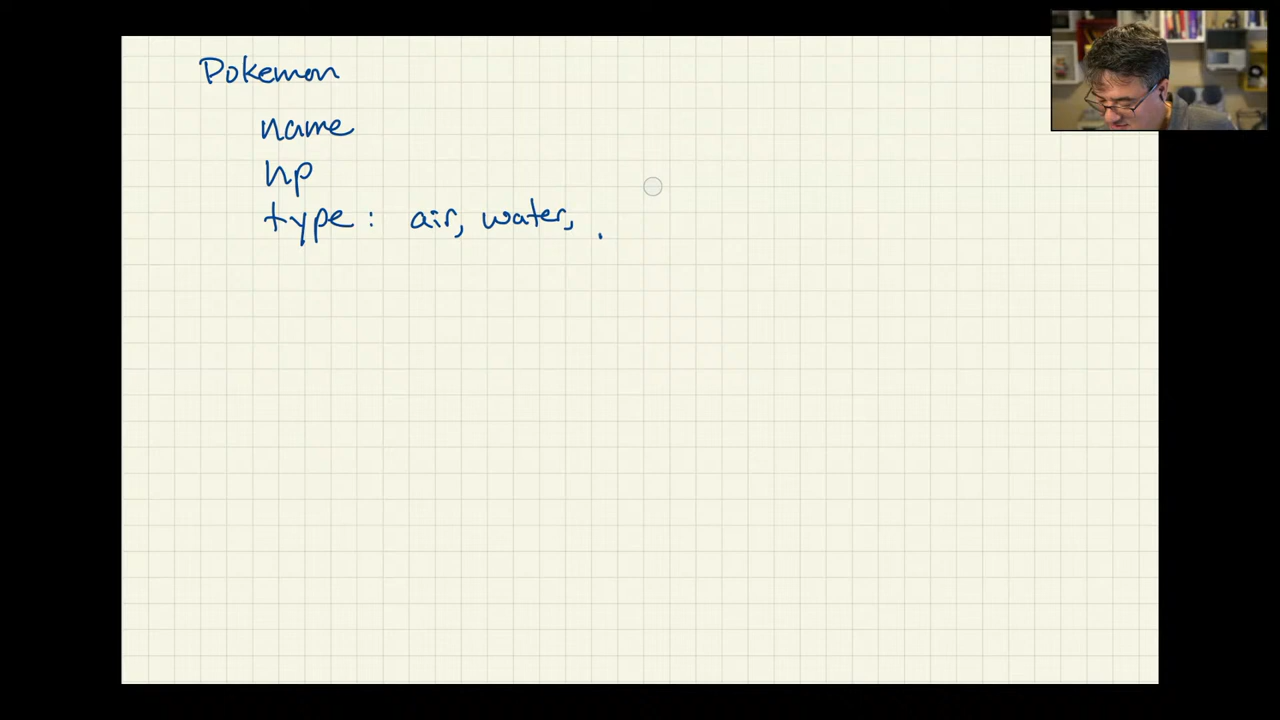 Pokemon
name
hp
type: air, water, .